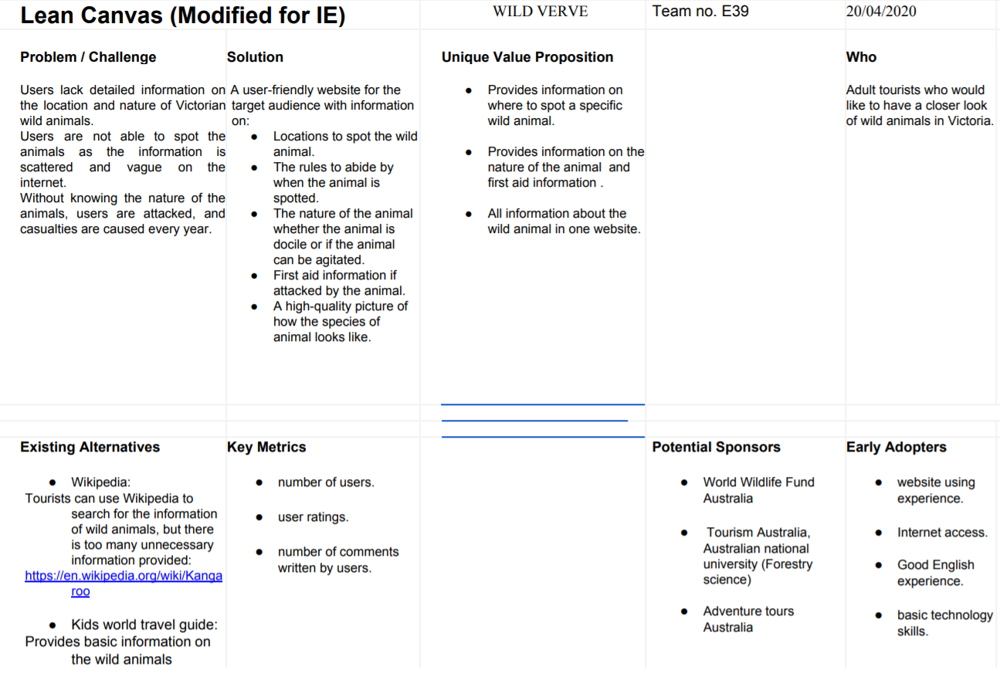 Lean Canvas (Modified for IE)
WILD VERVE
Team no. E39
20/04/2020
Problem / Challenge
Users lack detailed information on
the location and nature of Victorian
wild animals.
Users are not able to spot the
animals as the information is
scattered and vague on the
internet.
Without knowing the nature of the
animals, users are attacked, and
casualties are caused every year.
Solution
A user-friendly website for the
target audience with information
on:
● Locations to spot the wild
animal.
● The rules to abide by
when the animal is
spotted.
● The nature of the animal
whether the animal is
docile or if the animal
can be agitated.
● First aid information if
attacked by the animal.
● A high-quality picture of
how the species of
animal looks like.
Unique Value Proposition
● Provides information on
where to spot a specific
wild animal.
● Provides information on the
nature of the animal and
first aid information .
● All information about the
wild animal in one website.
Who
Adult tourists who would
like to have a closer look
of wild animals in Victoria.
Existing Alternatives
● Wikipedia:
Tourists can use Wikipedia to
search for the information
of wild animals, but there
is too many unnecessary
information provided:
https://en.wikipedia.org/wiki/Kanga
roo
● Kids world travel guide:
Provides basic information on
the wild animals
Key Metrics
● number of users.
● user ratings.
● number of comments
written by users.
Potential Sponsors
● World Wildlife Fund
Australia
● Tourism Australia,
Australian national
university (Forestry
science)
● Adventure tours
Australia
Early Adopters
● website using
experience.
● Internet access.
● Good English
experience.
● basic technology
skills.